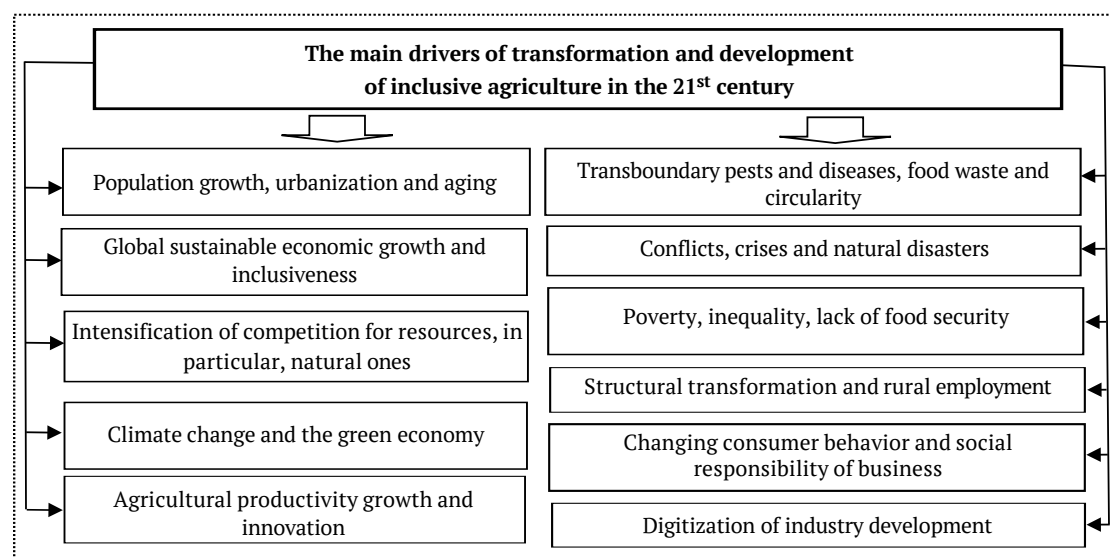 The main drivers of transformation and development
of inclusive agriculture in the 21st century
Population growth, urbanization and aging
Global sustainable economic growth and
inclusiveness
Intensification of competition for resources, in
particular, natural ones
Climate change and the green economy
Agricultural productivity growth and
innovation
Transboundary pests and diseases, food waste and
circularity
Conflicts, crises and natural disasters
Poverty, inequality, lack of food security
Structural transformation and rural employment
Changing consumer behavior and social
responsibility of business
Digitization of industry development